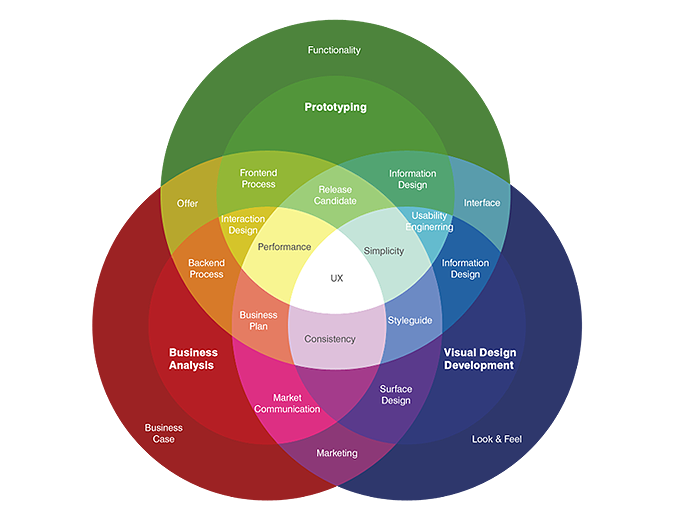 Functionality
Prototyping
Frontend
Process
Information
Design
Release
Candidate
Offer
Interface
Interaction
Design
Usability
Enginerring
Performance
Simplicity
Backend
Process
UX
Information
Design
Business
Plan
Styleguide
Consistency
Business
Analysis
Visual Design
Development
Market
Communication
Surface
Design
Business
Case
Look & Feel
Marketing